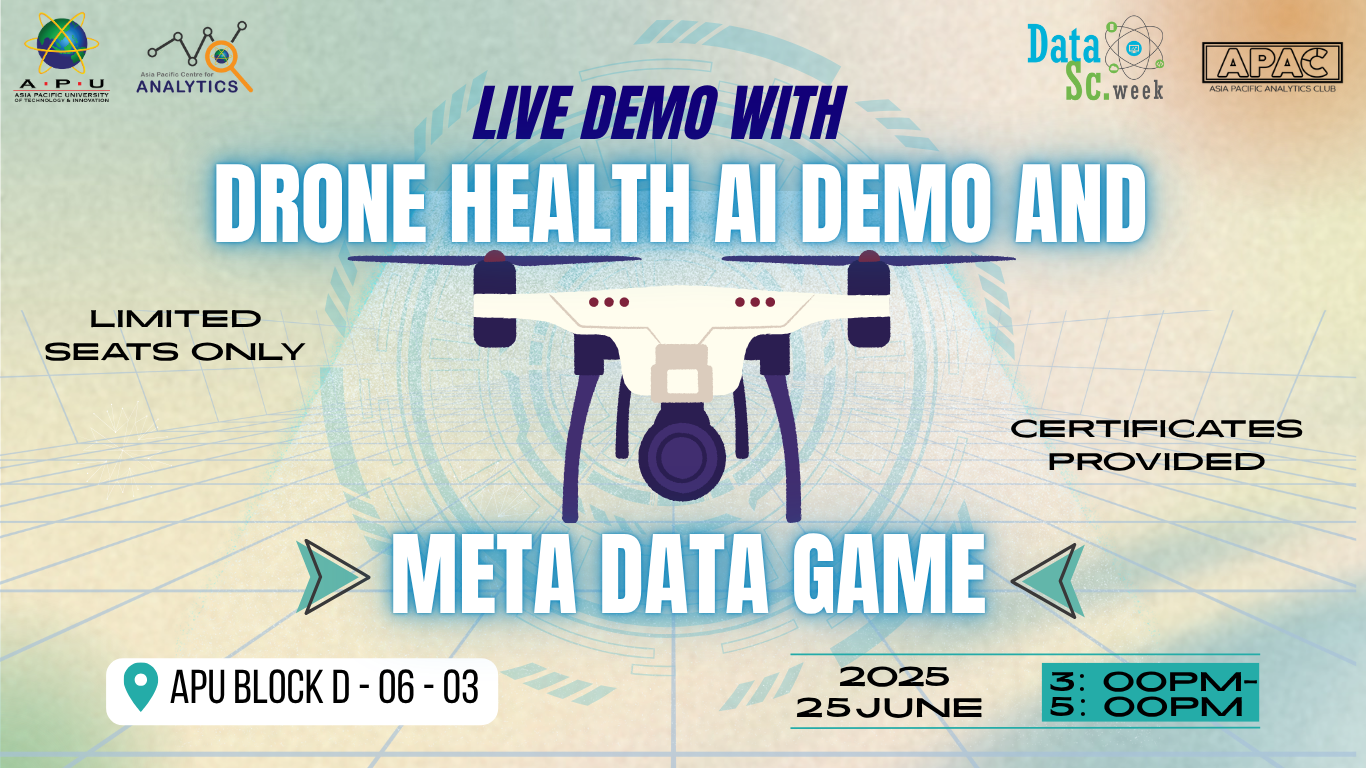 A·P·U
ASIA PACIFIC UNIVERSITY
OF TECHNOLOGY & INNOVATION
Asia Pacific Centre for
ANALYTICS
Data
Sc.week
APAC
ASIA PACIFIC ANALYTICS CLUB
LIVE DEMO WITH
DRONE HEALTH AI DEMO AND
LIMITED
SEATS ONLY
CERTIFICATES
PROVIDED
META DATA GAME
APU BLOCK D - 06 - 03
2025
25 JUNE
3: 00PM-
5: 00PM